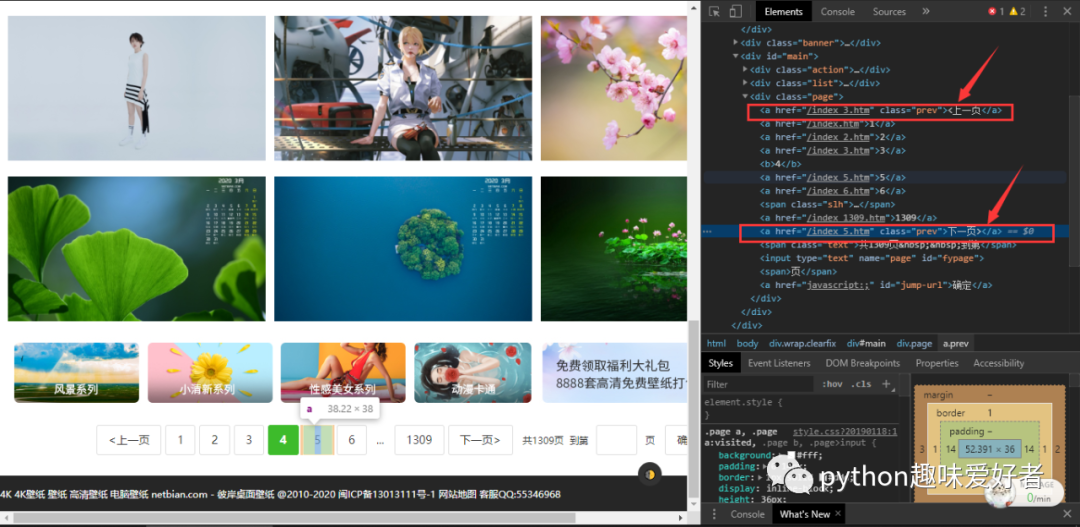 2020 3月
2020 3月
风景系列
小清新系列
性感美女系列
动漫卡通
免费领取福利大礼包
8888套高清免费壁纸打
a 38.22 × 38
<上一页
1
2
3
4
5
6
...
1309
下一页>
共1309页 到第
页
确
4K 4K壁纸 壁纸 高清壁纸 电脑壁纸 netbian.com - 彼岸桌面壁纸 @2010-2020 闽ICP备13013111号-1 网站地图 客服QQ:55346968
Elements Console Sources » 1 2
</div>
<div class="banner">…</div>
<div id="main">
<div class="action">…</div>
<div class="list">…</div>
<div class="page">
<a href="/index_3.htm" class="prev"><上一页</a>
<a href="/index.htm">1</a>
<a href="/index_2.htm">2</a>
<a href="/index_3.htm">3</a>
<b>4</b>
<a href="/index_5.htm">5</a>
<a href="/index_6.htm">6</a>
<span class="slh">…</span>
<a href="/index_1309.htm">1309</a>
<a href="/index_5.htm" class="prev">下一页></a> == $0
<span class="text">共1309页&nbsp;&nbsp;到第</span>
<input type="text" name="page" id="fypage">
<span>页</span>
<a href="javascript:;" id="jump-url">确定</a>
</div>
</div>
</div>
html body div.wrap.clearfix div#main div.page a.prev
Styles Event Listeners DOM Breakpoints Properties Accessibility
Filter :hov .cls +
element.style {
}
.page a, .page style.css?20190118:1
a:visited, .page b, .page>input {
background: #fff;
padding:
display: inline-block;
height: 36px;
margin -
border 1
padding -
3 1 14 52.391 × 36 14 1 2
python趣味爱好者
0/min
Console What's New ×